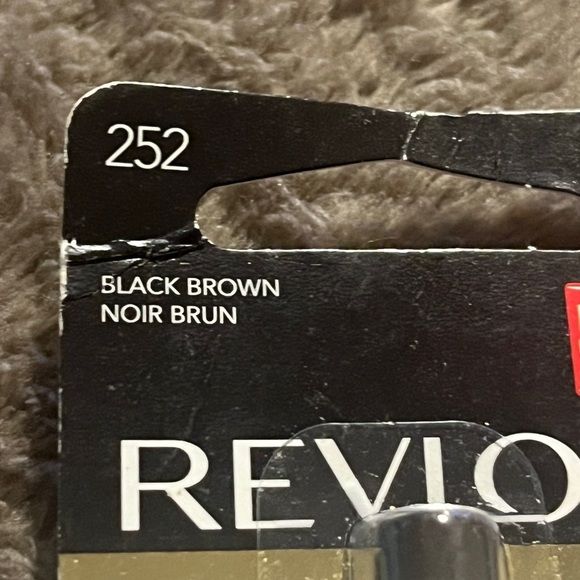 252
BLACK BROWN
NOIR BRUN
REVLO